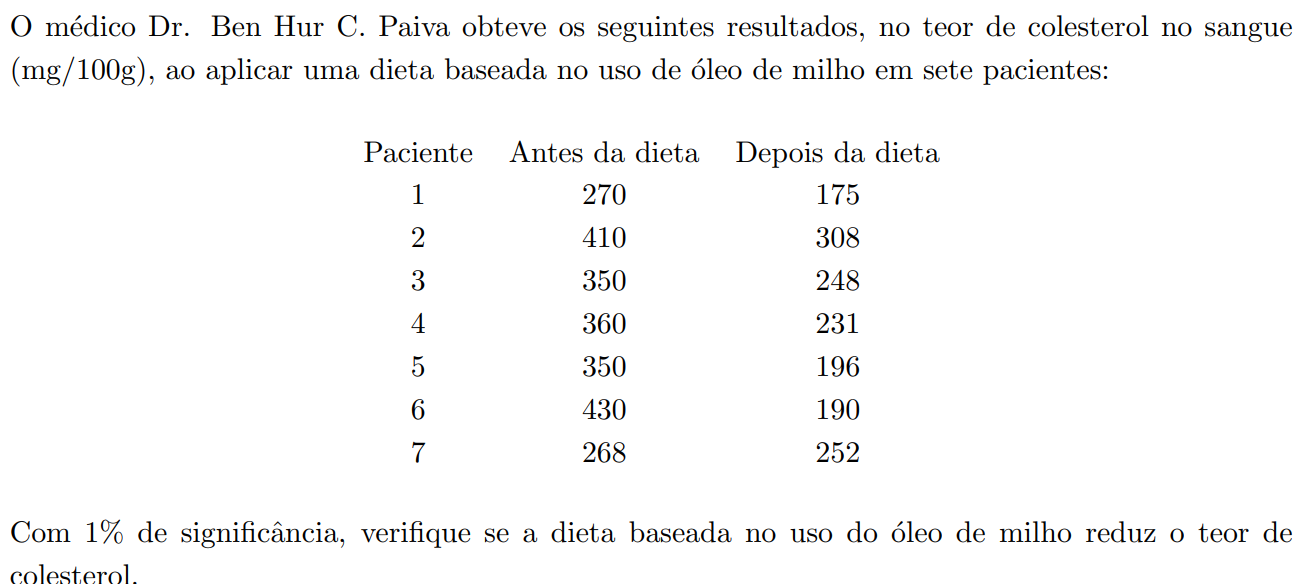 O médico Dr. Ben Hur C. Paiva obteve os seguintes resultados, no teor de colesterol no sangue
(mg/100g), ao aplicar uma dieta baseada no uso de óleo de milho em sete pacientes:
Paciente Antes da dieta Depois da dieta
1 270 175
2 410 308
3 350 248
4 360 231
5 350 196
6 430 190
7 268 252
Com 1% de significância, verifique se a dieta baseada no uso do óleo de milho reduz o teor de
colesterol.